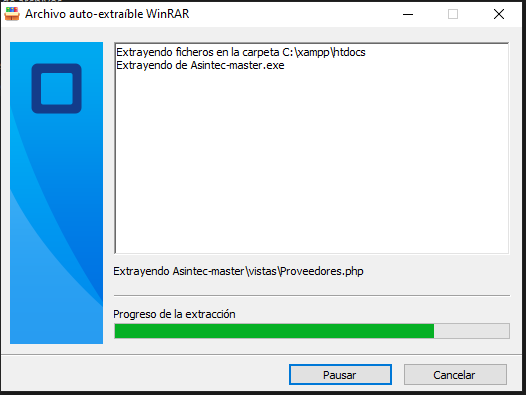 Archivo auto-extraíble WinRAR
Extrayendo ficheros en la carpeta C:\xampp\htdocs
Extrayendo de Asintec-master.exe
Extrayendo Asintec-master\vistas\Proveedores.php
Progreso de la extracción
Pausar
Cancelar